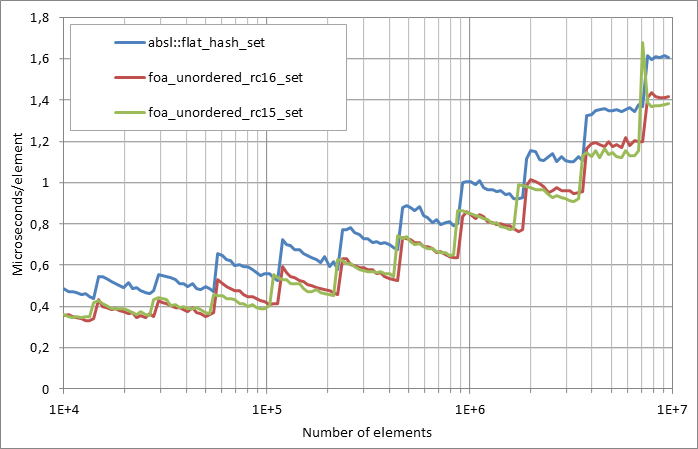 1,8
1,6
1,4
1,2
1
0,8
0,6
0,4
0,2
0
Microseconds/element
absl::flat_hash_set
foa_unordered_rc16_set
foa_unordered_rc15_set
1E+4 1E+5 1E+6 1E+7
Number of elements